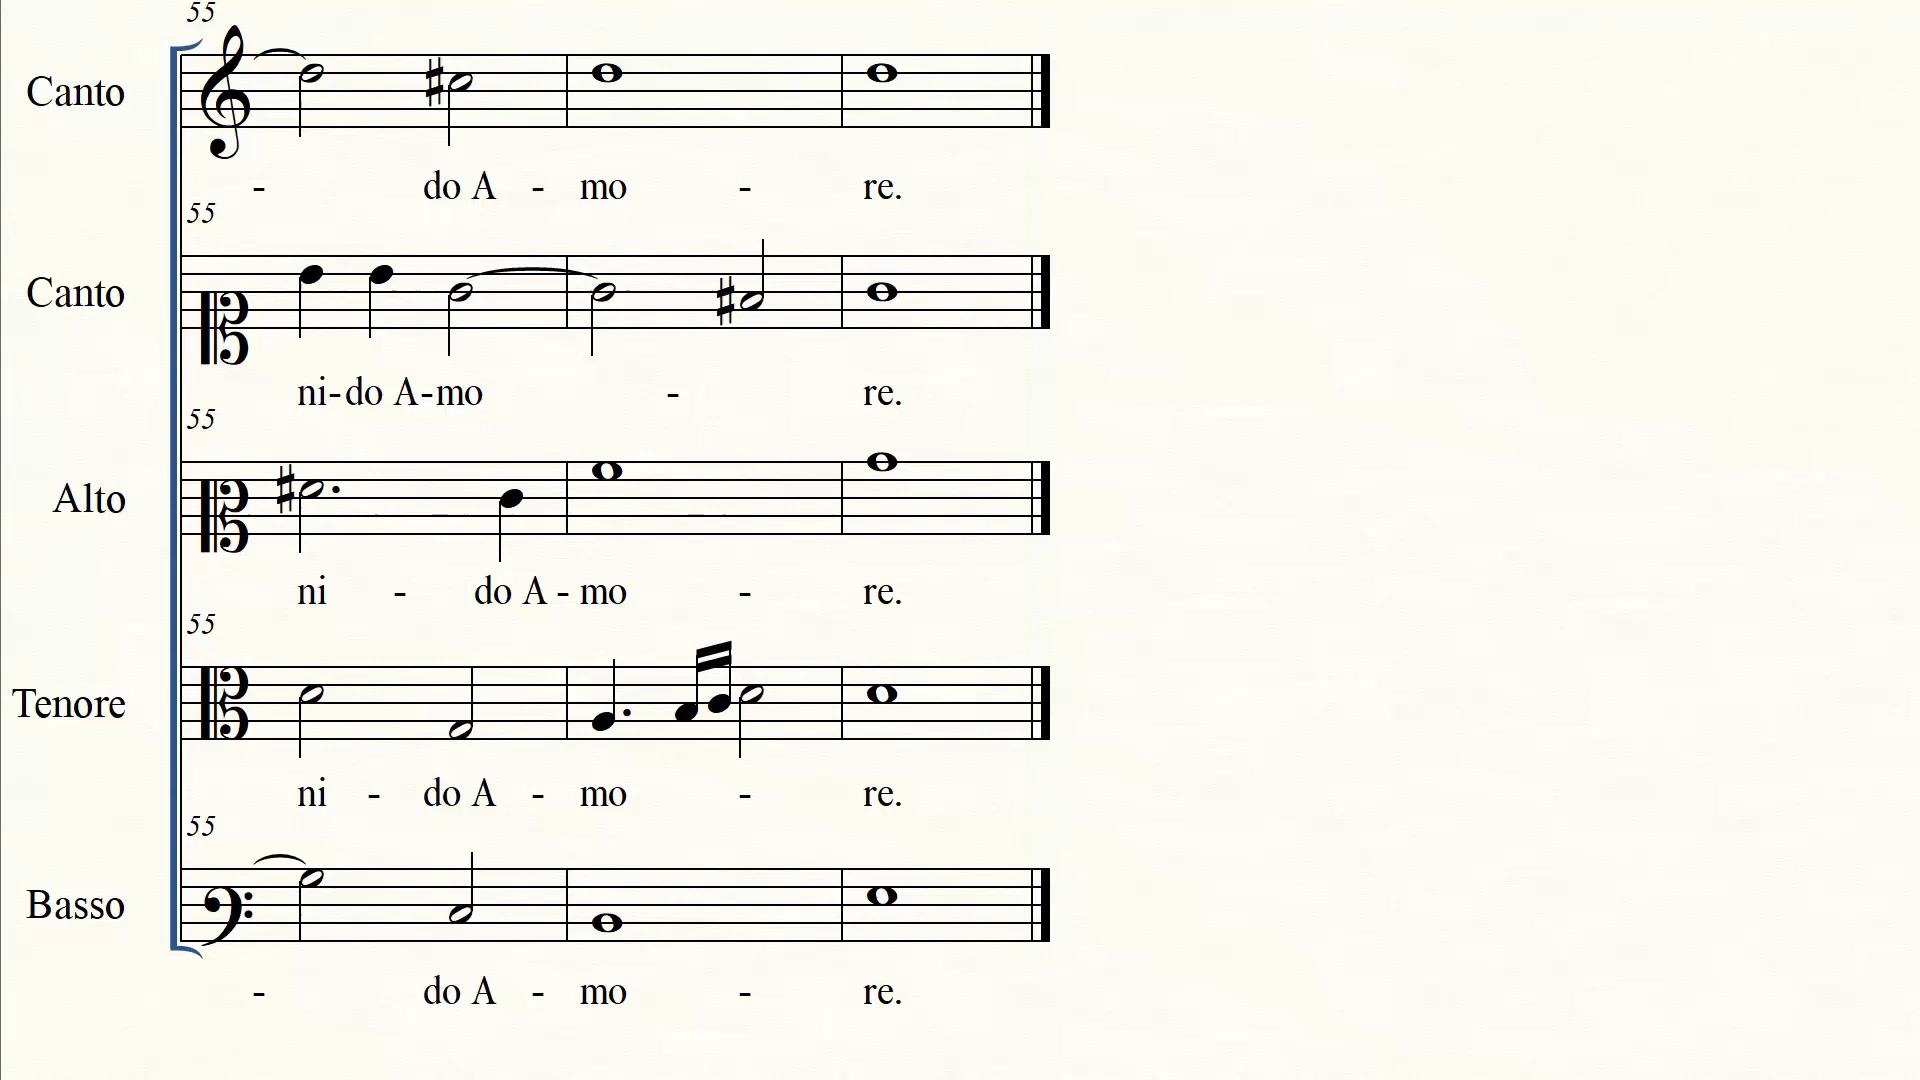 55
Canto
- do A - mo - re.
55
Canto
ni-do A-mo - re.
55
Alto
ni - do A - mo - re.
55
Tenore
ni - do A - mo - re.
55
Basso
- do A - mo - re.